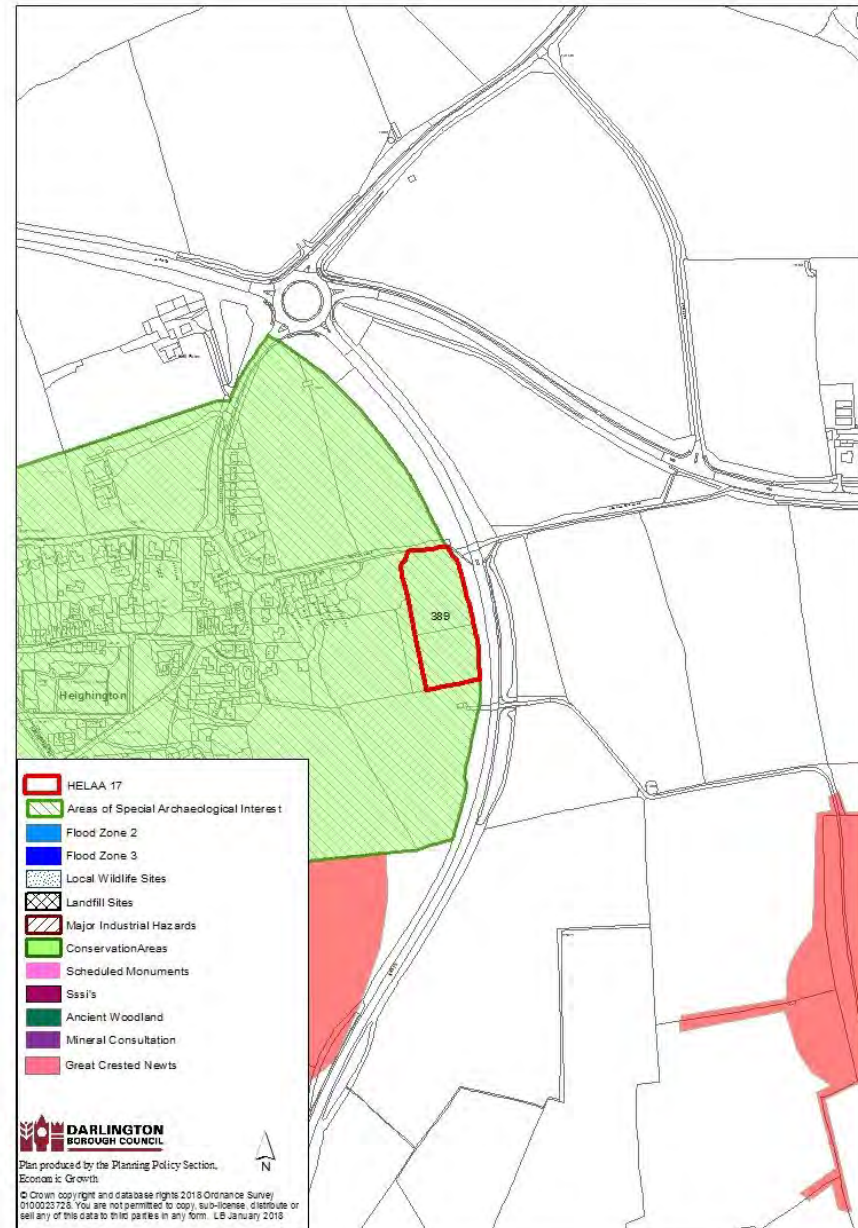 389
Heighington
HELAA 17
Areas of Special Archaeological Interest
Flood Zone 2
Flood Zone 3
Local Wildlife Sites
Landfill Sites
Major Industrial Hazards
ConservationAreas
Scheduled Monuments
Sssi's
Ancient Woodland
Mineral Consultation
Great Crested Newts
DARLINGTON
BOROUGH COUNCIL
N
Plan produced by the Planning Policy Section,
Economic Growth
© Crown copyright and database rights 2018 Ordnance Survey
0100023728. You are not permitted to copy, sub-license, distribute or
sell any of this data to third parties in any form. LB January 2018